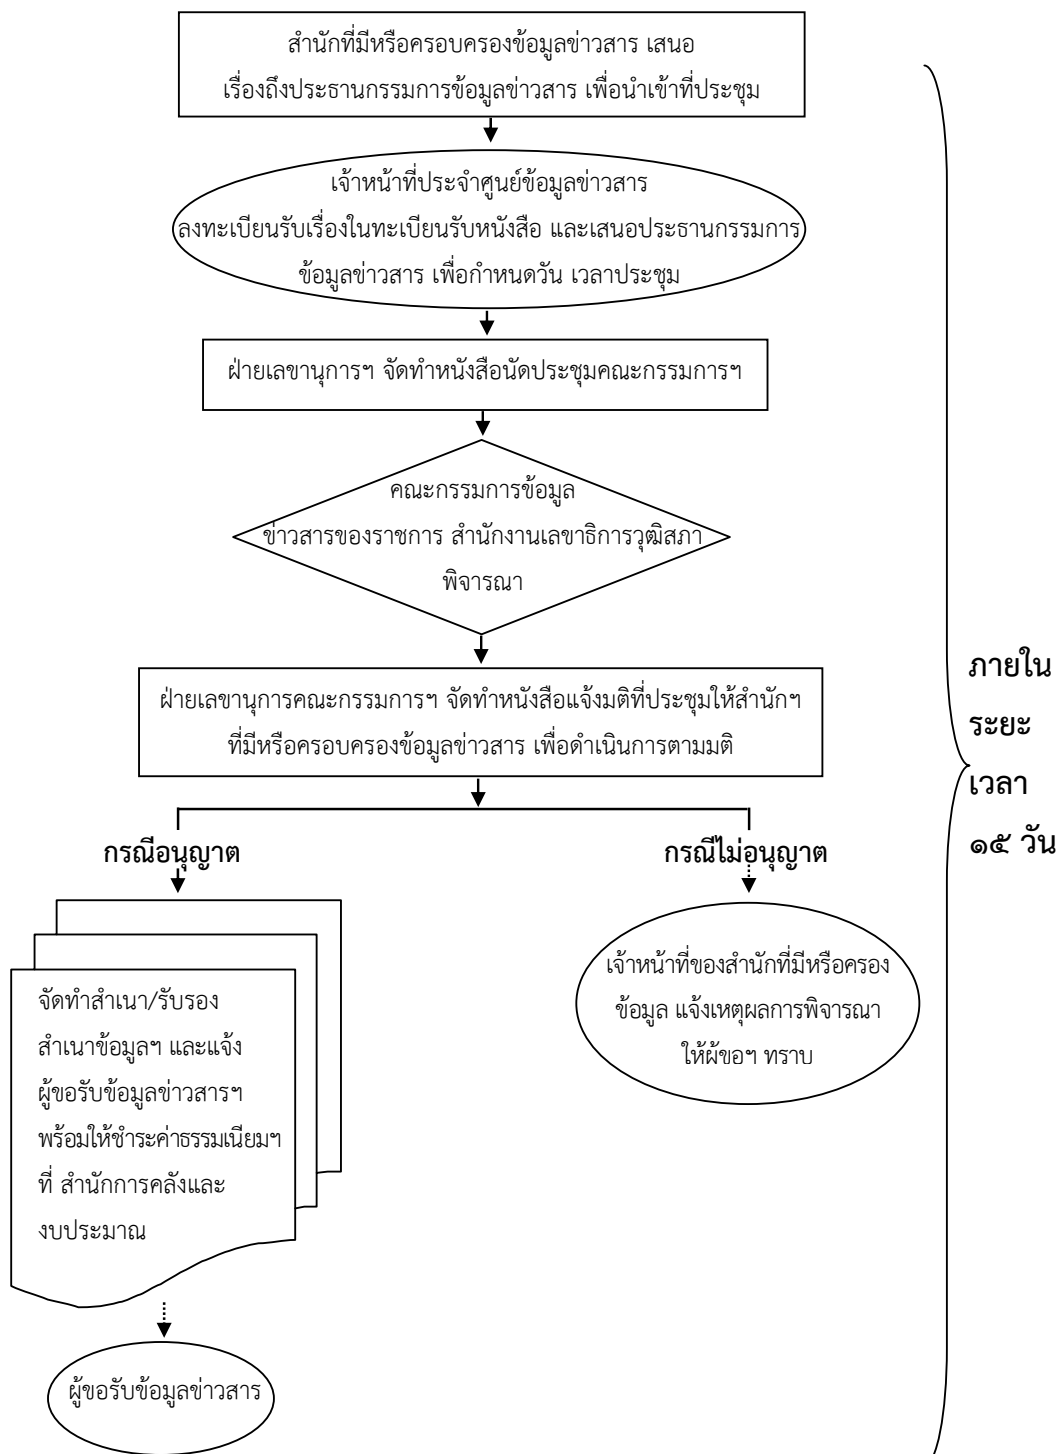 สำนักที่มีหรือครอบครองข้อมูลข่าวสาร เสนอ
เรื่องถึงประธานกรรมการข้อมูลข่าวสาร เพื่อนำเข้าที่ประชุม
เจ้าหน้าที่ประจำศูนย์ข้อมูลข่าวสาร
ลงทะเบียนรับเรื่องในทะเบียนรับหนังสือ และเสนอประธานกรรมการ
ข้อมูลข่าวสาร เพื่อกำหนดวัน เวลาประชุม
ฝ่ายเลขานุการฯ จัดทำหนังสือนัดประชุมคณะกรรมการฯ
คณะกรรมการข้อมูล
ข่าวสารของราชการ สำนักงานเลขาธิการวุฒิสภา
พิจารณา
ฝ่ายเลขานุการคณะกรรมการฯ จัดทำหนังสือแจ้งมติที่ประชุมให้สำนักฯ
ที่มีหรือครอบครองข้อมูลข่าวสาร เพื่อดำเนินการตามมติ
ภายใน
ระยะ
เวลา
๑๕ วัน
กรณีอนุญาต
กรณีไม่อนุญาต
จัดทำสำเนา/รับรอง
สำเนาข้อมูลฯ และแจ้ง
ผู้ขอรับข้อมูลข่าวสารฯ
พร้อมให้ชำระค่าธรรมเนียมฯ
ที่ สำนักการคลังและ
งบประมาณ
เจ้าหน้าที่ของสำนักที่มีหรือครอง
ข้อมูล แจ้งเหตุผลการพิจารณา
ให้ผู้ขอฯ ทราบ
ผู้ขอรับข้อมูลข่าวสาร